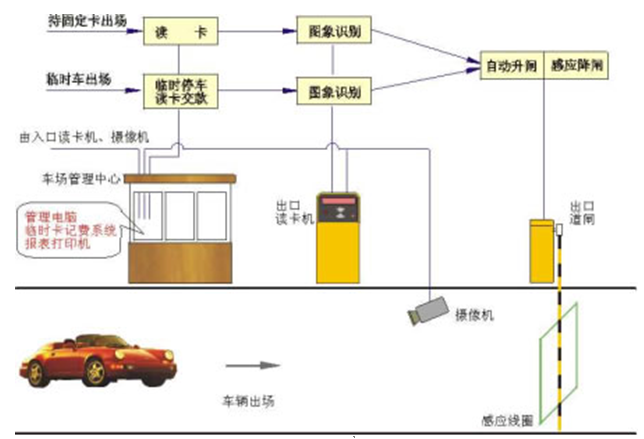 持固定卡出场
读 卡
图象识别
自动升闸
感应降闸
临时车出场
临时停车
读卡交款
图象识别
由入口读卡机、摄像机
车场管理中心
管理电脑
临时卡记费系统
报表打印机
出口
读卡机
出口
道闸
摄像机
车辆出场
感应线圈